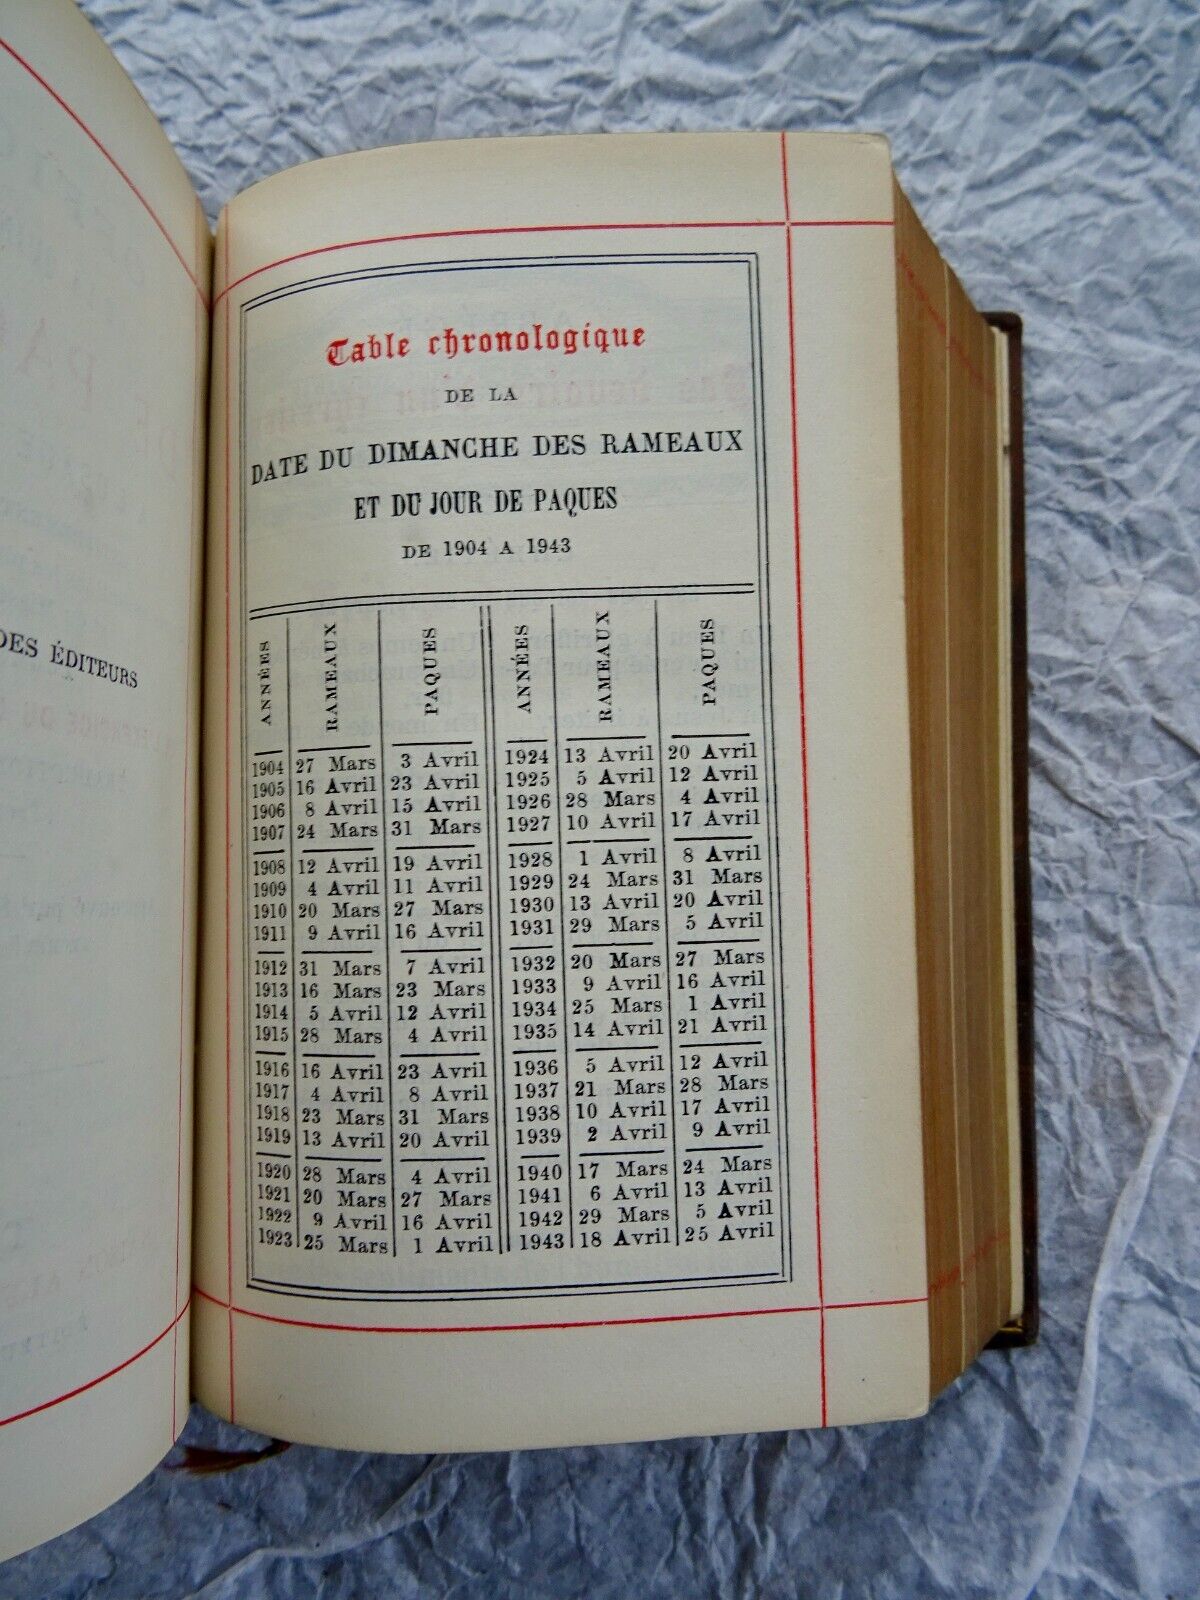 DES ÉDITEURS
Table chronologique
DE LA
DATE DU DIMANCHE DES RAMEAUX
ET DU JOUR DE PAQUES
DE 1904 A 1943
ANNÉES RAMEAUX PAQUES ANNÉES RAMEAUX PAQUES
1904 27 Mars 3 Avril 1924 13 Avril 20 Avril
1905 16 Avril 23 Avril 1925 5 Avril 12 Avril
1906 8 Avril 15 Avril 1926 28 Mars 4 Avril
1907 24 Mars 31 Mars 1927 10 Avril 17 Avril
1908 12 Avril 19 Avril 1928 1 Avril 8 Avril
1909 4 Avril 11 Avril 1929 24 Mars 31 Mars
1910 20 Mars 27 Mars 1930 13 Avril 20 Avril
1911 9 Avril 16 Avril 1931 29 Mars 5 Avril
1912 31 Mars 7 Avril 1932 20 Mars 27 Mars
1913 16 Mars 23 Mars 1933 9 Avril 16 Avril
1914 5 Avril 12 Avril 1934 25 Mars 1 Avril
1915 28 Mars 4 Avril 1935 14 Avril 21 Avril
1916 16 Avril 23 Avril 1936 5 Avril 12 Avril
1917 4 Avril 8 Avril 1937 21 Mars 28 Mars
1918 23 Mars 31 Mars 1938 10 Avril 17 Avril
1919 13 Avril 20 Avril 1939 2 Avril 9 Avril
1920 28 Mars 4 Avril 1940 17 Mars 24 Mars
1921 20 Mars 27 Mars 1941 6 Avril 13 Avril
1922 9 Avril 16 Avril 1942 29 Mars 5 Avril
1923 25 Mars 1 Avril 1943 18 Avril 25 Avril